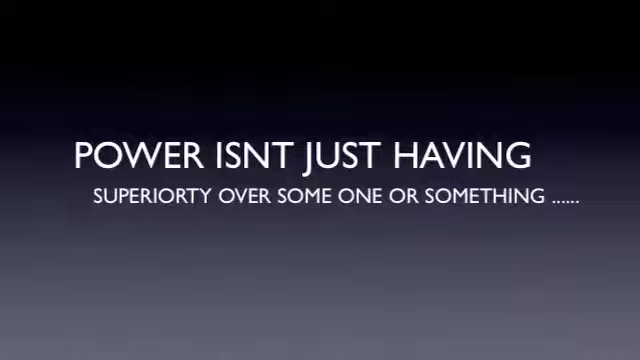 POWER ISNT JUST HAVING
SUPERIORTY OVER SOME ONE OR SOMETHING ......